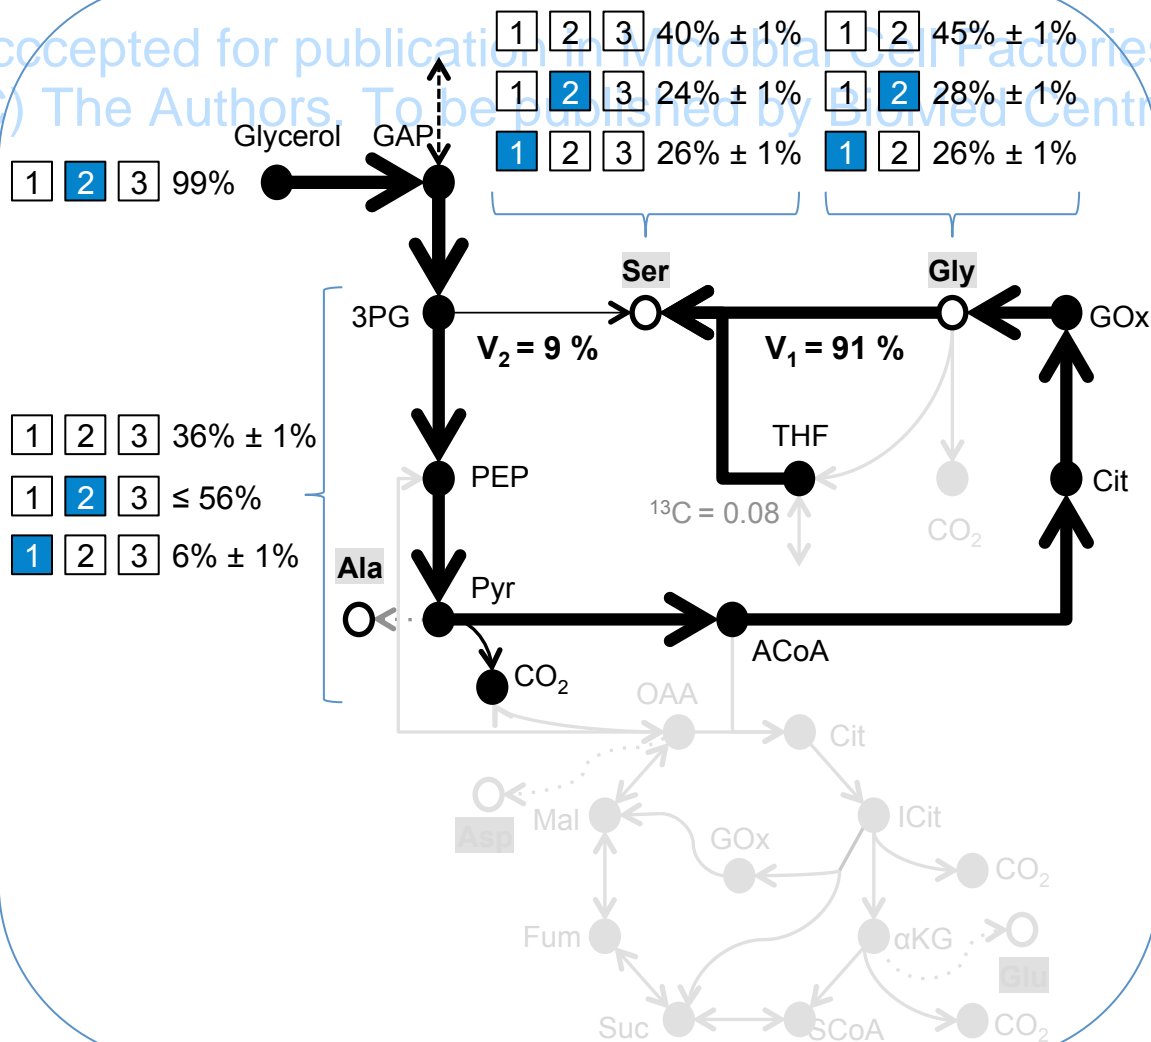 cccepted for publication in Microbial Cell Factories
C) The Authors. To be published by BioMed Centr
1 2 3 40% ± 1%
1 2 3 24% ± 1%
1 2 3 26% ± 1%
1 2 45% ± 1%
1 2 28% ± 1%
1 2 26% ± 1%
Glycerol
GAP
1 2 3 99%
Ser
Gly
3PG
GOx
V2 = 9 %
V1 = 91 %
1 2 3 36% ± 1%
1 2 3 ≤ 56%
1 2 3 6% ± 1%
THF
PEP
Cit
¹³C = 0.08
CO₂
Ala
Pyr
ACoA
CO₂
OAA
Cit
Asp
Mal
GOx
ICit
CO₂
Fum
αKG
Glu
Suc
SCoA
CO₂